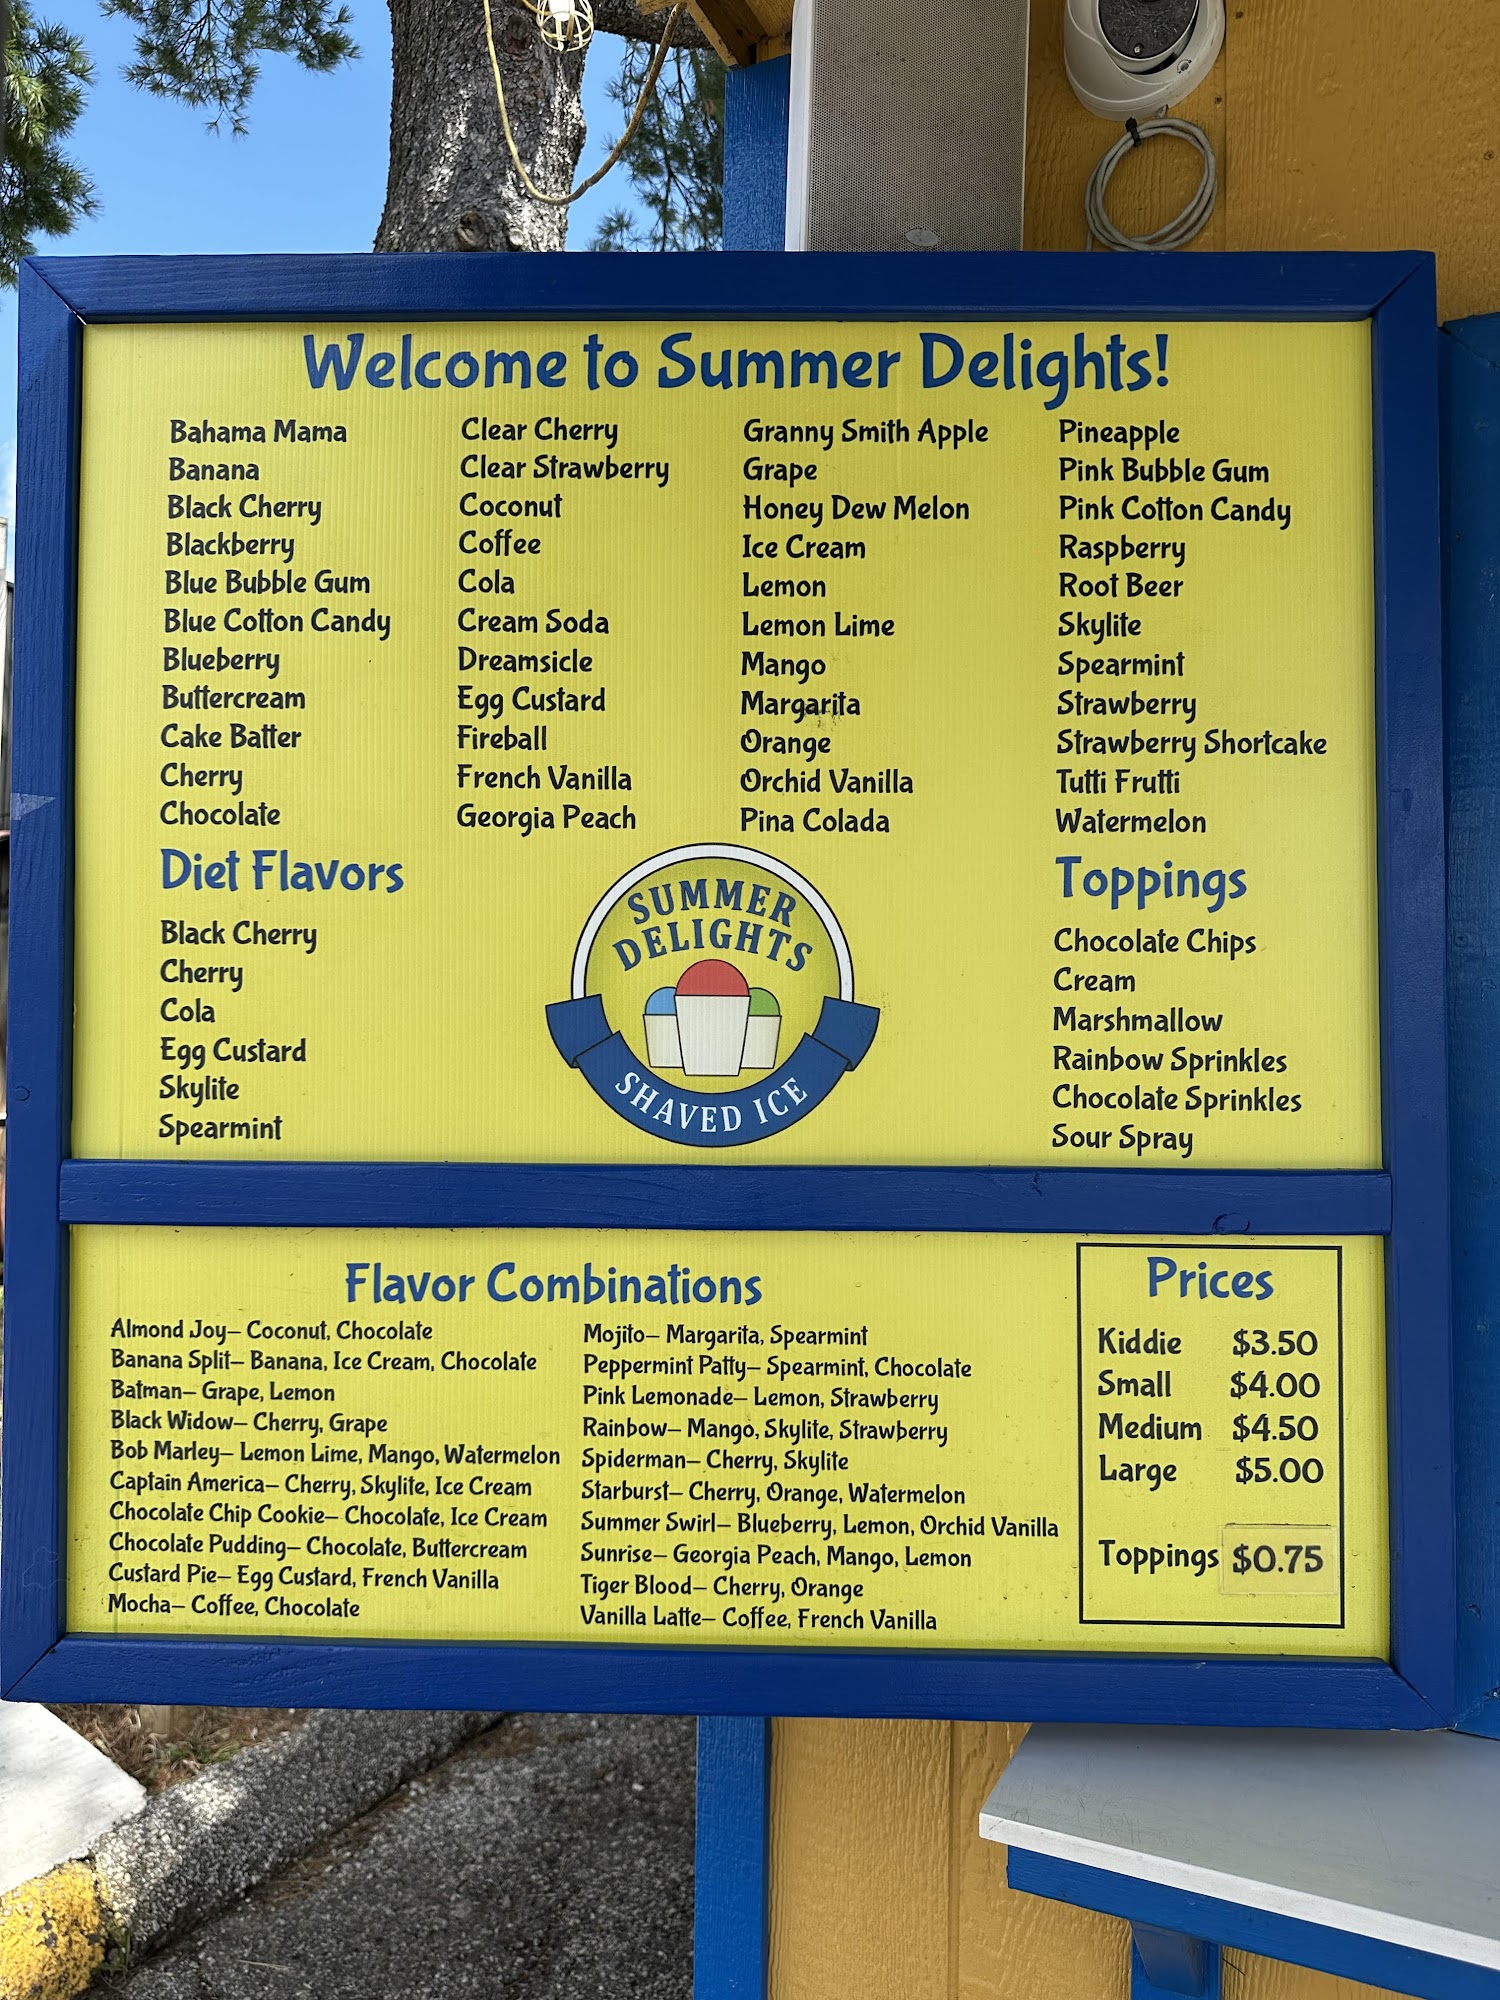 Welcome to Summer Delights!
Bahama Mama
Banana
Black Cherry
Blackberry
Blue Bubble Gum
Blue Cotton Candy
Blueberry
Buttercream
Cake Batter
Cherry
Chocolate
Clear Cherry
Clear Strawberry
Coconut
Coffee
Cola
Cream Soda
Dreamsicle
Egg Custard
Fireball
French Vanilla
Georgia Peach
Granny Smith Apple
Grape
Honey Dew Melon
Ice Cream
Lemon
Lemon Lime
Mango
Margarita
Orange
Orchid Vanilla
Pina Colada
Pineapple
Pink Bubble Gum
Pink Cotton Candy
Raspberry
Root Beer
Skylite
Spearmint
Strawberry
Strawberry Shortcake
Tutti Frutti
Watermelon
Diet Flavors
Black Cherry
Cherry
Cola
Egg Custard
Skylite
Spearmint
SUMMER
DELIGHTS
SHAVED ICE
Toppings
Chocolate Chips
Cream
Marshmallow
Rainbow Sprinkles
Chocolate Sprinkles
Sour Spray
Flavor Combinations
Almond Joy– Coconut, Chocolate
Banana Split– Banana, Ice Cream, Chocolate
Batman– Grape, Lemon
Black Widow– Cherry, Grape
Bob Marley– Lemon Lime, Mango, Watermelon
Captain America– Cherry, Skylite, Ice Cream
Chocolate Chip Cookie– Chocolate, Ice Cream
Chocolate Pudding– Chocolate, Buttercream
Custard Pie– Egg Custard, French Vanilla
Mocha– Coffee, Chocolate
Mojito– Margarita, Spearmint
Peppermint Patty– Spearmint, Chocolate
Pink Lemonade– Lemon, Strawberry
Rainbow– Mango, Skylite, Strawberry
Spiderman– Cherry, Skylite
Starburst– Cherry, Orange, Watermelon
Summer Swirl– Blueberry, Lemon, Orchid Vanilla
Sunrise– Georgia Peach, Mango, Lemon
Tiger Blood– Cherry, Orange
Vanilla Latte– Coffee, French Vanilla
Prices
Kiddie $3.50
Small $4.00
Medium $4.50
Large $5.00
Toppings $0.75